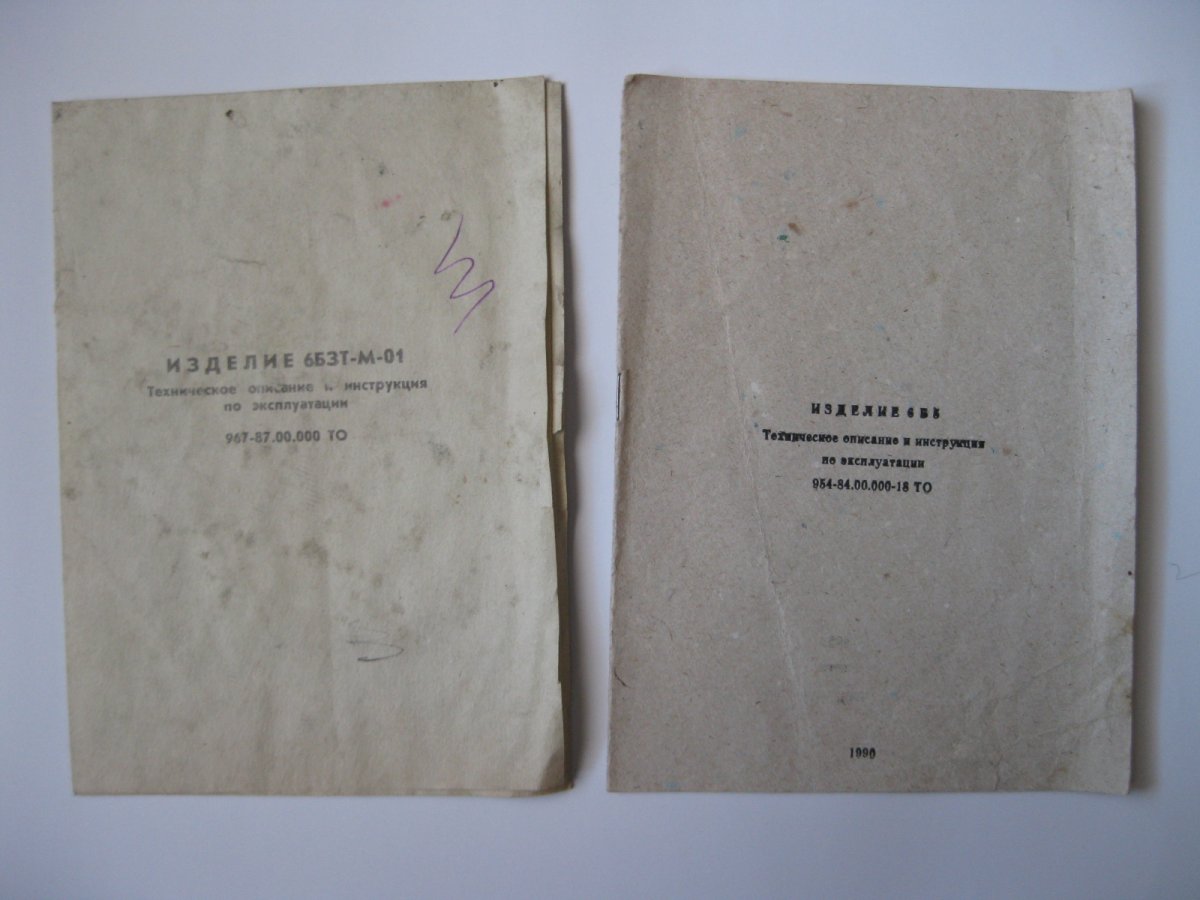 ИЗДЕЛИЕ 6БЗТ-М-01
Техническое описание и инструкция
по эксплуатации
967-87.00.000 ТО
ИЗДЕЛИЕ 6Б5
Техническое описание и инструкция
по эксплуатации
954-84.00.000-18 ТО
1990